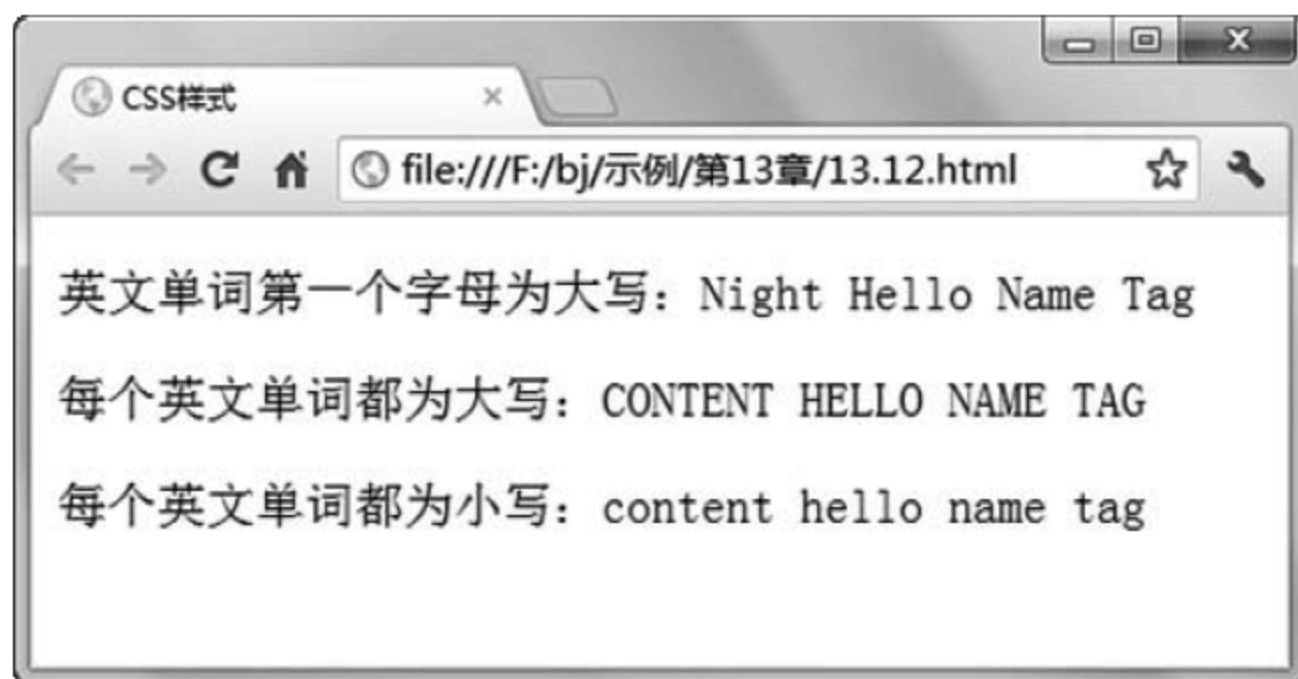 CSS样式
file:///F:/bj/示例/第13章/13.12.html
英文单词第一个字母为大写：Night Hello Name Tag
每个英文单词都为大写：CONTENT HELLO NAME TAG
每个英文单词都为小写：content hello name tag